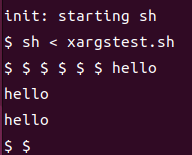 init: starting sh
$ sh < xargstest.sh
$ $ $ $ $ $ hello
hello
hello
$ $